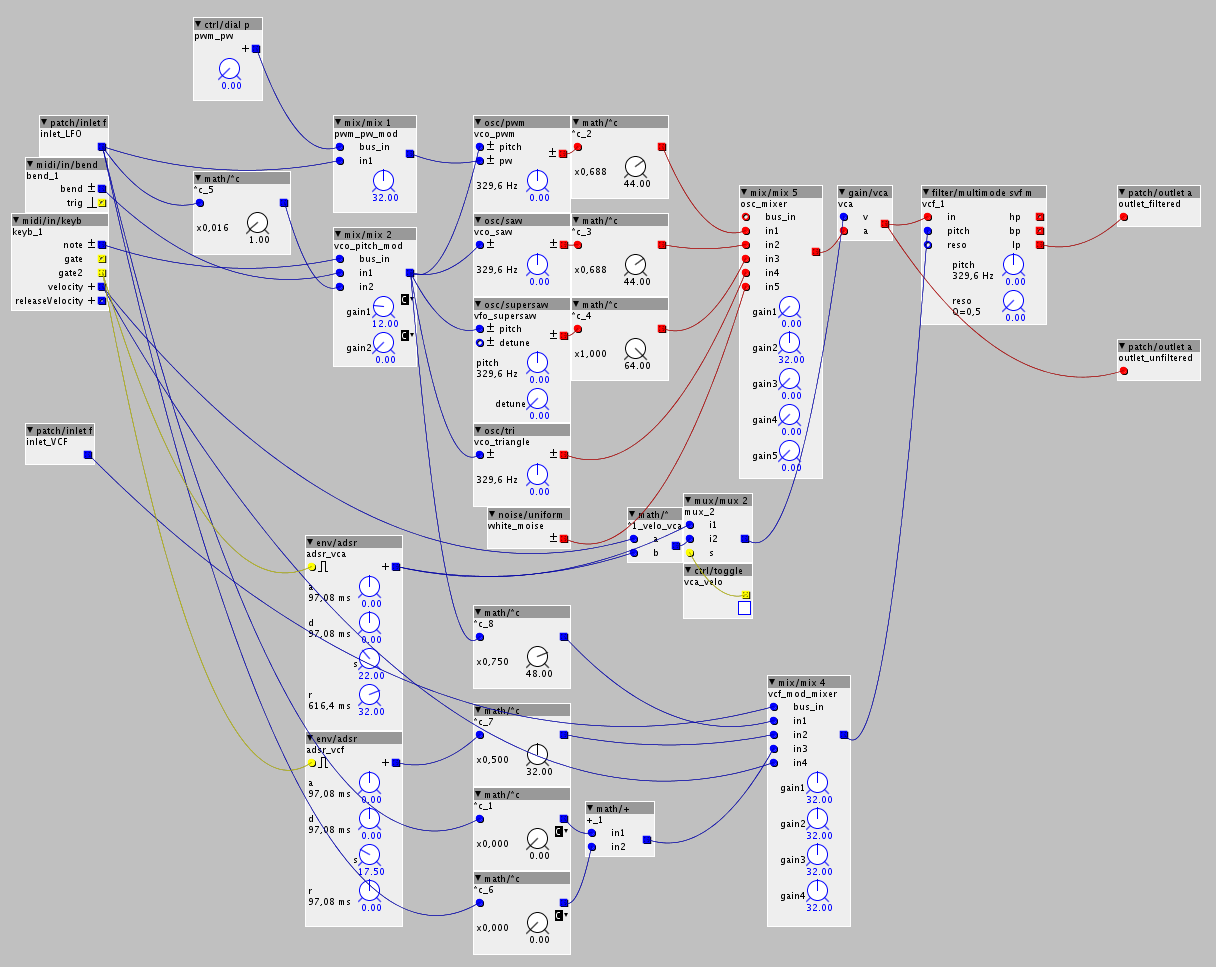 ctrl/dial p
pwm_pw
+
0.00
patch/inlet f
inlet_LFO
midi/in/bend
bend_1
bend ±
trig
midi/in/keyb
keyb_1
note ±
gate
gate2
velocity +
releaseVelocity +
math/*c
*c_5
x0,016
1.00
mix/mix 1
pwm_pw_mod
bus_in
in1
32.00
mix/mix 2
vco_pitch_mod
bus_in
in1
in2
C
gain1
12.00
C
gain2
0.00
osc/pwm
vco_pwm
± pitch
±
± pw
329,6 Hz
0.00
math/*c
*c_2
x0,688
44.00
osc/saw
vco_saw
± ±
329,6 Hz
0.00
math/*c
*c_3
x0,688
44.00
osc/supersaw
vfo_supersaw
± pitch
±
± detune
pitch
329,6 Hz
0.00
detune
0.00
math/*c
*c_4
x1,000
64.00
osc/tri
vco_triangle
± ±
329,6 Hz
0.00
noise/uniform
white_moise
±
mix/mix 5
osc_mixer
bus_in
in1
in2
in3
in4
in5
gain1
0.00
gain2
32.00
gain3
0.00
gain4
0.00
gain5
0.00
gain/vca
vca
v
a
filter/multimode svf m
vcf_1
in hp
pitch bp
reso lp
pitch
329,6 Hz
0.00
reso
Q=0,5
0.00
patch/outlet a
outlet_filtered
patch/outlet a
outlet_unfiltered
patch/inlet f
inlet_VCF
math/*
*1_velo_vca
a
b
mux/mux 2
mux_2
i1
i2
s
ctrl/toggle
vca_velo
env/adsr
adsr_vca
+
a
97,08 ms
0.00
d
97,08 ms
0.00
s
22.00
r
616,4 ms
32.00
env/adsr
adsr_vcf
+
a
97,08 ms
0.00
d
97,08 ms
0.00
s
17.50
r
97,08 ms
0.00
math/*c
*c_8
x0,750
48.00
math/*c
*c_7
x0,500
32.00
math/*c
*c_1
C
x0,000
0.00
math/*c
*c_6
C
x0,000
0.00
math/+
+_1
in1
in2
mix/mix 4
vcf_mod_mixer
bus_in
in1
in2
in3
in4
gain1
32.00
gain2
32.00
gain3
32.00
gain4
32.00